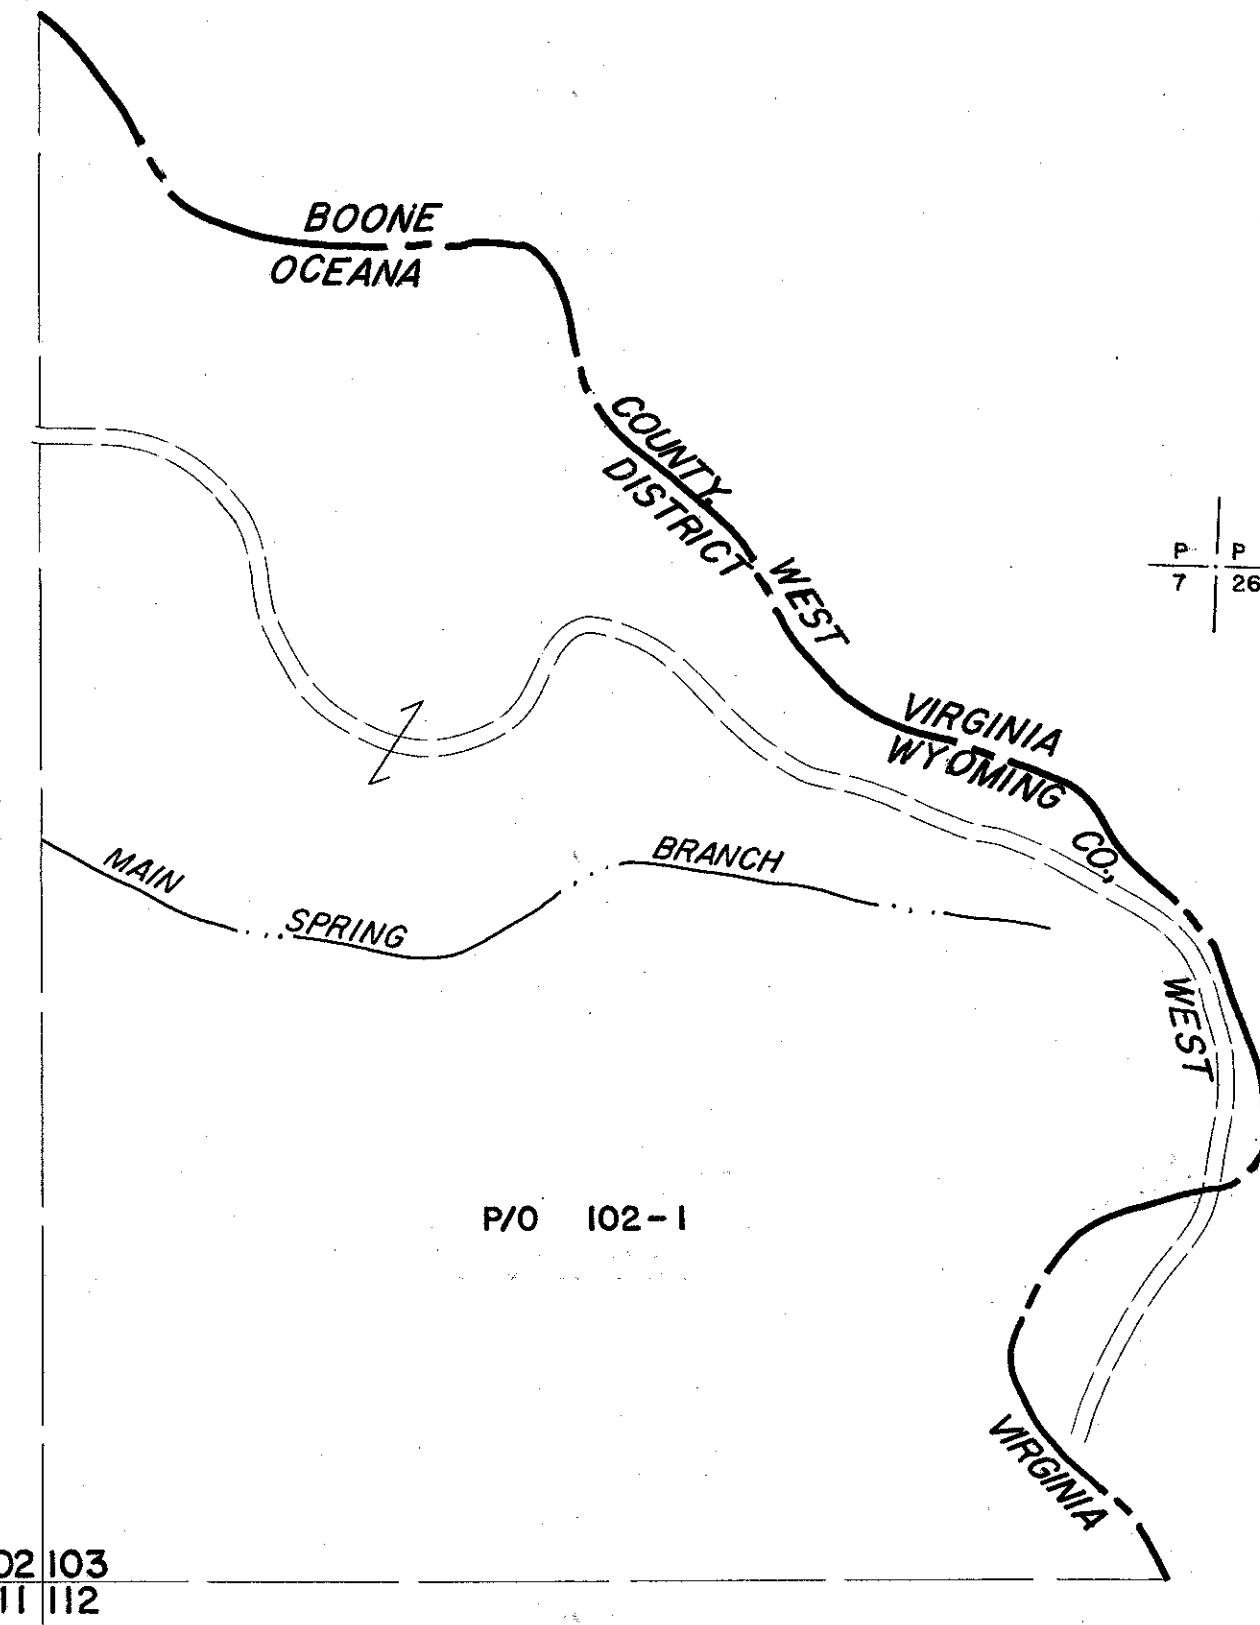 BOONE COUNTY, WEST VIRGINIA
OCEANA DISTRICT WYOMING CO., WEST VIRGINIA
P P
7 26
MAIN SPRING BRANCH
P/O 102-1
02 103
11 112